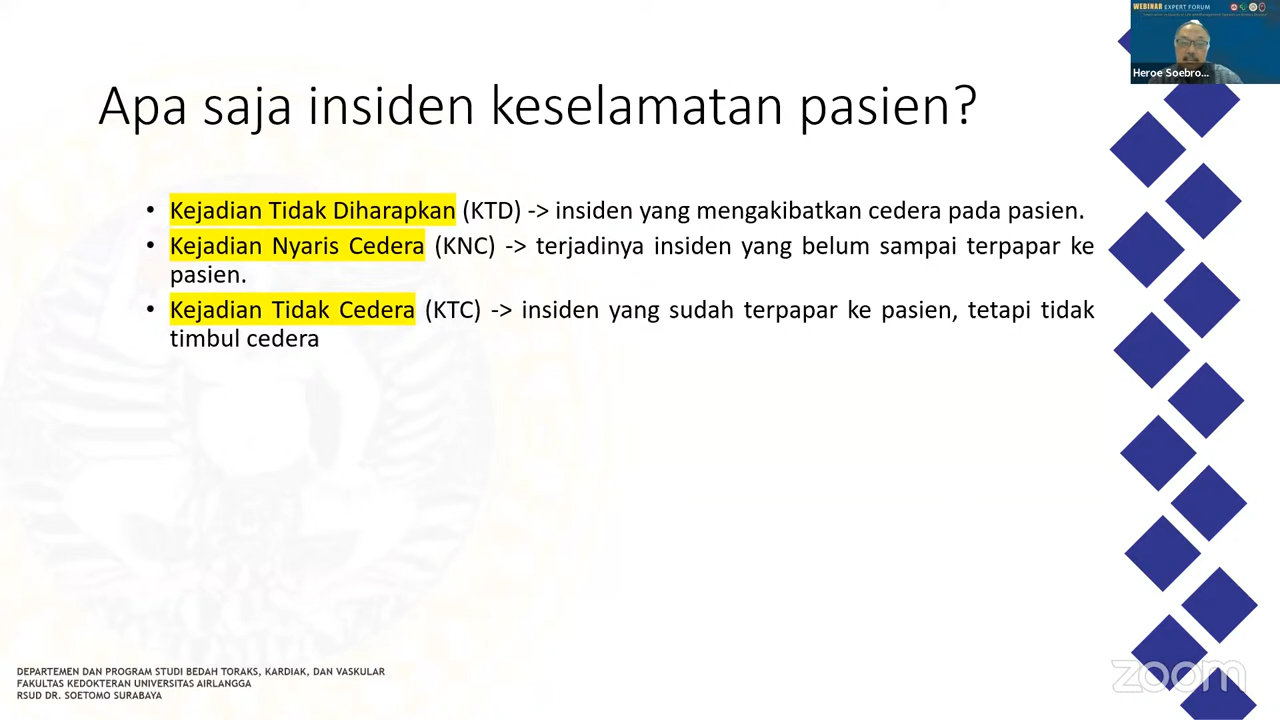 WEBINAR EXPERT FORUM
Heroe Soebro...
Apa saja insiden keselamatan pasien?
• Kejadian Tidak Diharapkan (KTD) -> insiden yang mengakibatkan cedera pada pasien.
• Kejadian Nyaris Cedera (KNC) -> terjadinya insiden yang belum sampai terpapar ke
pasien.
• Kejadian Tidak Cedera (KTC) -> insiden yang sudah terpapar ke pasien, tetapi tidak
timbul cedera
DEPARTEMEN DAN PROGRAM STUDI BEDAH TORAKS, KARDIAK, DAN VASKULAR
FAKULTAS KEDOKTERAN UNIVERSITAS AIRLANGGA
RSUD DR. SOETOMO SURABAYA
zoom